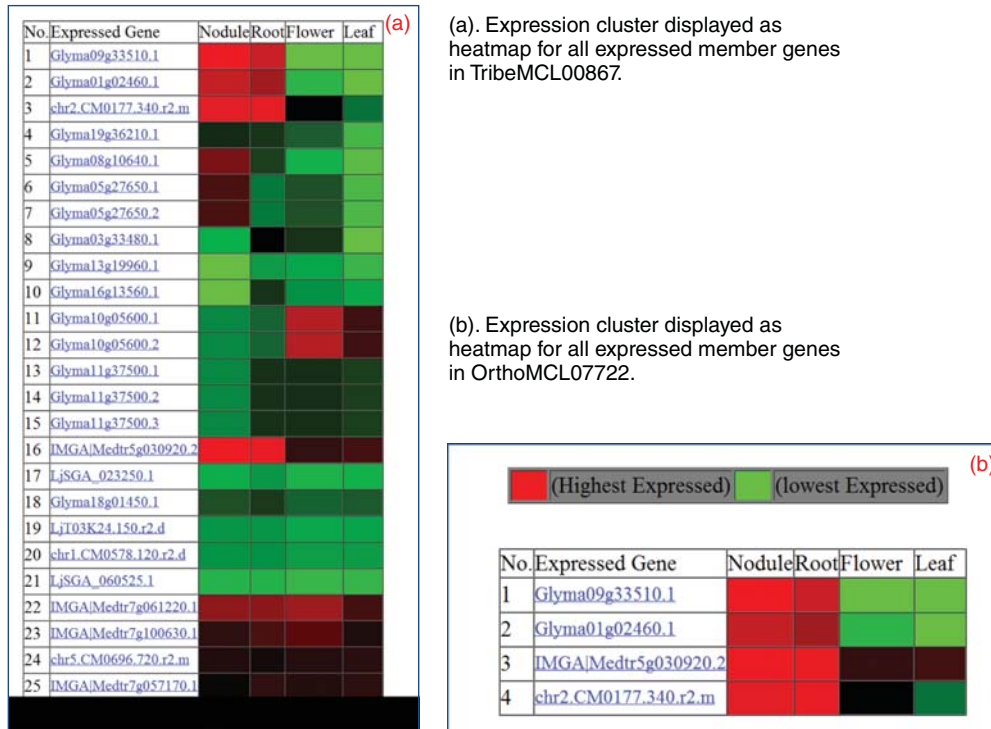 (a)
No. Expressed Gene Nodule Root Flower Leaf
1 Glyma09g33510.1
2 Glyma01g02460.1
3 chr2.CM0177.340.r2.m
4 Glyma19g36210.1
5 Glyma08g10640.1
6 Glyma05g27650.1
7 Glyma05g27650.2
8 Glyma03g33480.1
9 Glyma13g19960.1
10 Glyma16g13560.1
11 Glyma10g05600.1
12 Glyma10g05600.2
13 Glyma11g37500.1
14 Glyma11g37500.2
15 Glyma11g37500.3
16 IMGA|Medtr5g030920.2
17 LjSGA_023250.1
18 Glyma18g01450.1
19 LjT03K24.150.r2.d
20 chr1.CM0578.120.r2.d
21 LjSGA_060525.1
22 IMGA|Medtr7g061220.1
23 IMGA|Medtr7g100630.1
24 chr5.CM0696.720.r2.m
25 IMGA|Medtr7g057170.1
(a). Expression cluster displayed as
heatmap for all expressed member genes
in TribeMCL00867.
(b). Expression cluster displayed as
heatmap for all expressed member genes
in OrthoMCL07722.
(b)
(Highest Expressed) (lowest Expressed)
No. Expressed Gene Nodule Root Flower Leaf
1 Glyma09g33510.1
2 Glyma01g02460.1
3 IMGA|Medtr5g030920.2
4 chr2.CM0177.340.r2.m